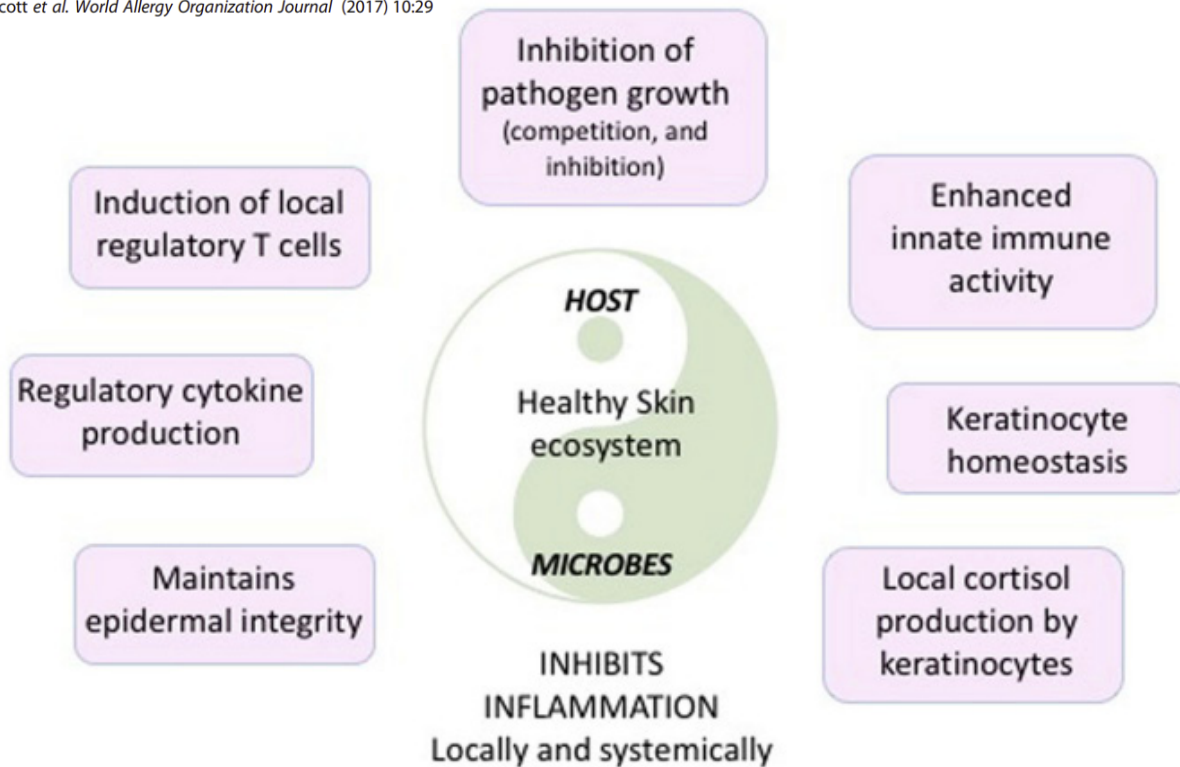 cott et al. World Allergy Organization Journal (2017) 10:29
Inhibition of
pathogen growth
(competition, and
inhibition)
Induction of local
regulatory T cells
Enhanced
innate immune
activity
HOST
Regulatory cytokine
production
Healthy Skin
ecosystem
Keratinocyte
homeostasis
MICROBES
Maintains
epidermal integrity
Local cortisol
production by
keratinocytes
INHIBITS
INFLAMMATION
Locally and systemically